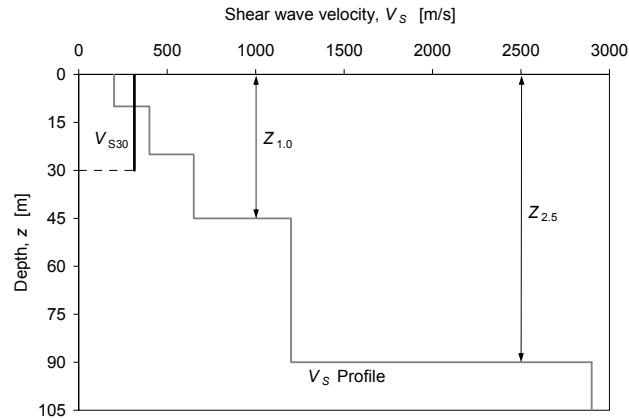 Shear wave velocity, V_S [m/s]
0 500 1000 1500 2000 2500 3000
0
15
30
45
60
75
90
105
Depth, z [m]
V_S30
Z_1.0
Z_2.5
V_S Profile